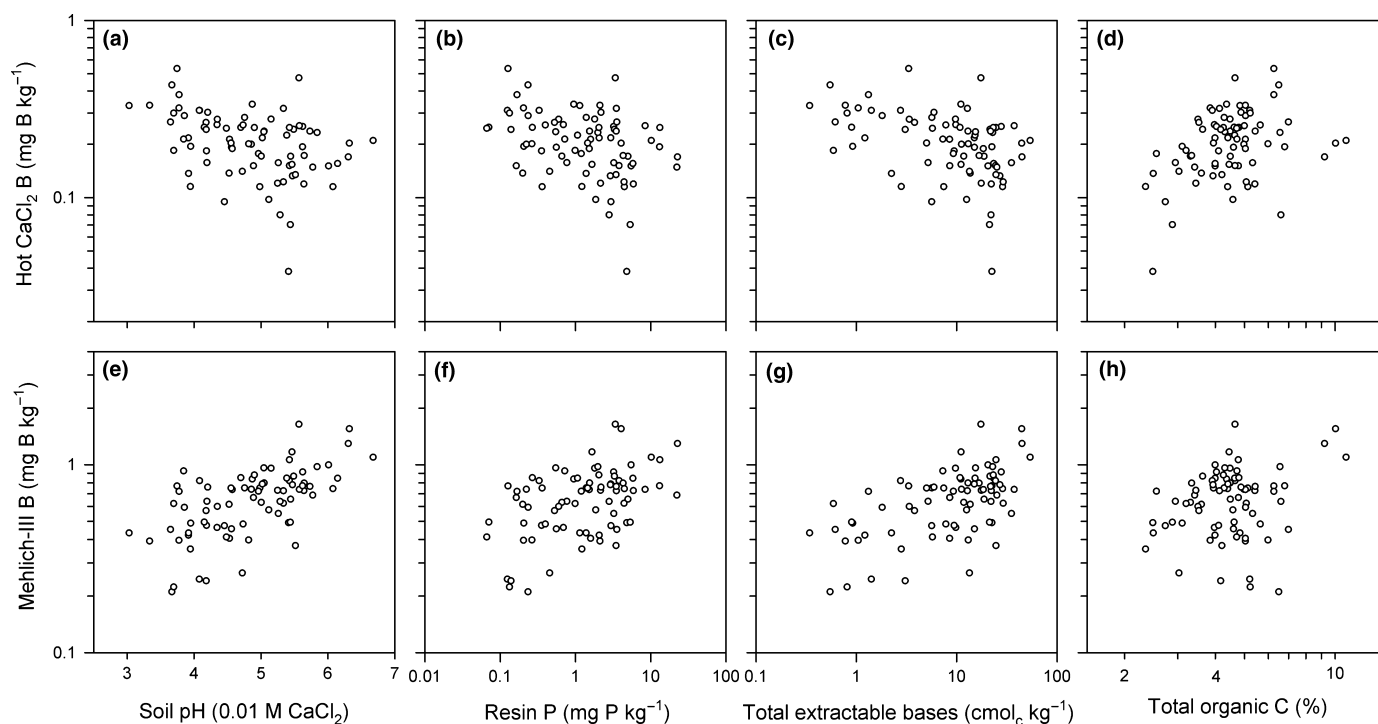 (a)
(b)
(c)
(d)
1
0.1
Hot CaCl₂ B (mg B kg⁻¹)
(e)
(f)
(g)
(h)
1
0.1
Mehlich-III B (mg B kg⁻¹)
3 4 5 6 7
0.01 0.1 1 10 100
0.1 1 10 100
2 4 10
Soil pH (0.01 M CaCl₂)
Resin P (mg P kg⁻¹)
Total extractable bases (cmol_c kg⁻¹)
Total organic C (%)